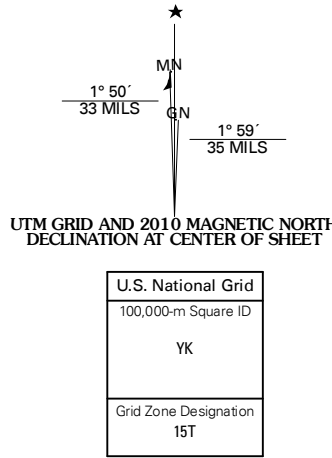 ★
MN
1° 50´
33 MILS
GN
1° 59´
35 MILS
UTM GRID AND 2010 MAGNETIC NORTH
DECLINATION AT CENTER OF SHEET
U.S. National Grid
100,000-m Square ID
YK
Grid Zone Designation
15T